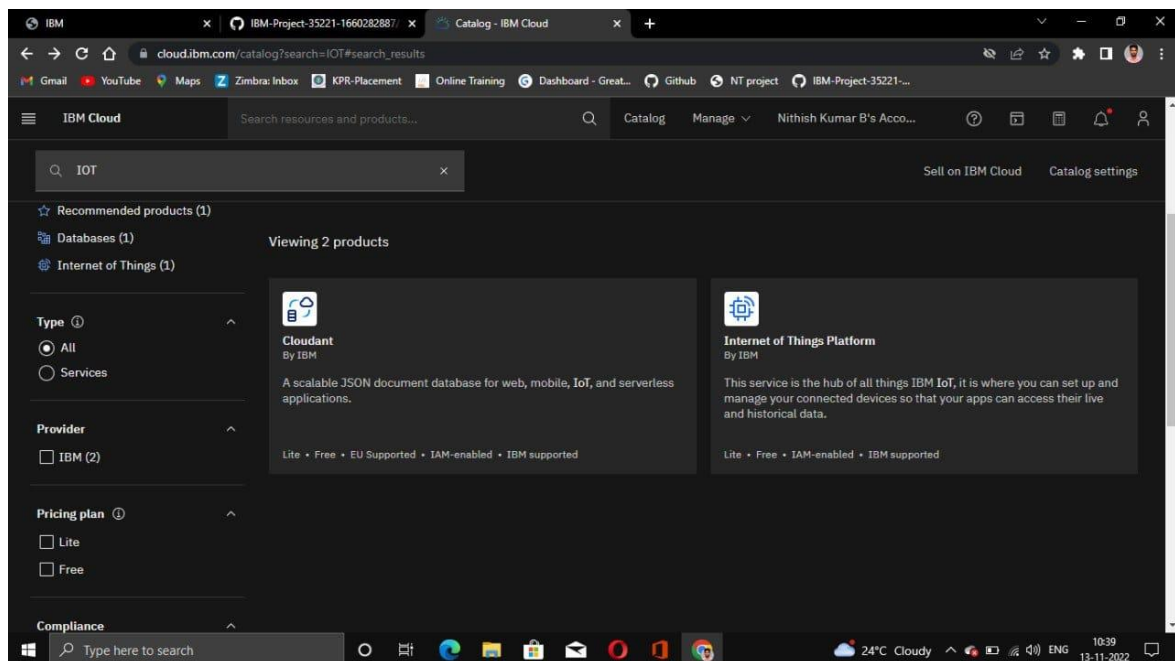 IBM
IBM-Project-35221-1660282887/
Catalog - IBM Cloud
cloud.ibm.com/catalog?search=IOT#search_results
Gmail YouTube Maps Zimbra: Inbox KPR-Placement Online Training Dashboard - Great... Github NT project IBM-Project-35221-...
IBM Cloud Search resources and products... Catalog Manage Nithish Kumar B's Acco...
IOT
Sell on IBM Cloud Catalog settings
Recommended products (1)
Databases (1)
Internet of Things (1)
Type
All
Services
Provider
IBM (2)
Pricing plan
Lite
Free
Compliance
Viewing 2 products
Cloudant
By IBM
A scalable JSON document database for web, mobile, IoT, and serverless
applications.
Lite • Free • EU Supported • IAM-enabled • IBM supported
Internet of Things Platform
By IBM
This service is the hub of all things IBM IoT, it is where you can set up and
manage your connected devices so that your apps can access their live
and historical data.
Lite • Free • IAM-enabled • IBM supported
Type here to search
24°C Cloudy
ENG
10:39
13-11-2022